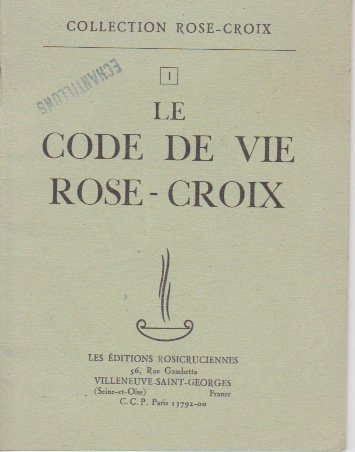 COLLECTION ROSE-CROIX
ECHANTILLONS
1
LE
CODE DE VIE
ROSE-CROIX
LES ÉDITIONS ROSICRUCIENNES
56, Rue Gambetta
VILLENEUVE-SAINT-GEORGES
(Seine-et-Oise) France
C.C.P. Paris 13792-00